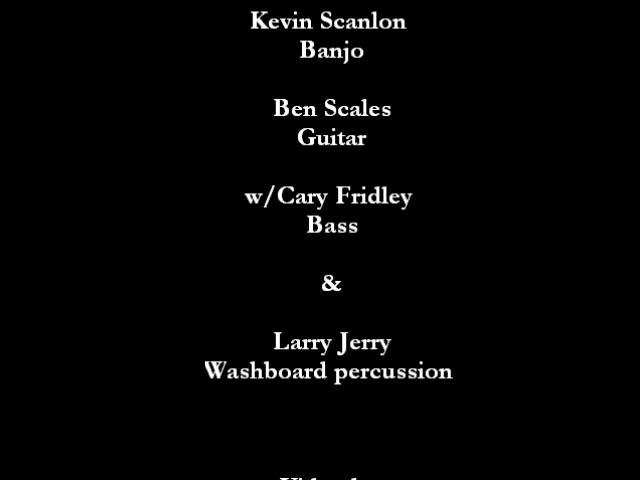 Kevin Scanlon
Banjo
Ben Scales
Guitar
w/Cary Fridley
Bass
&
Larry Jerry
Washboard percussion